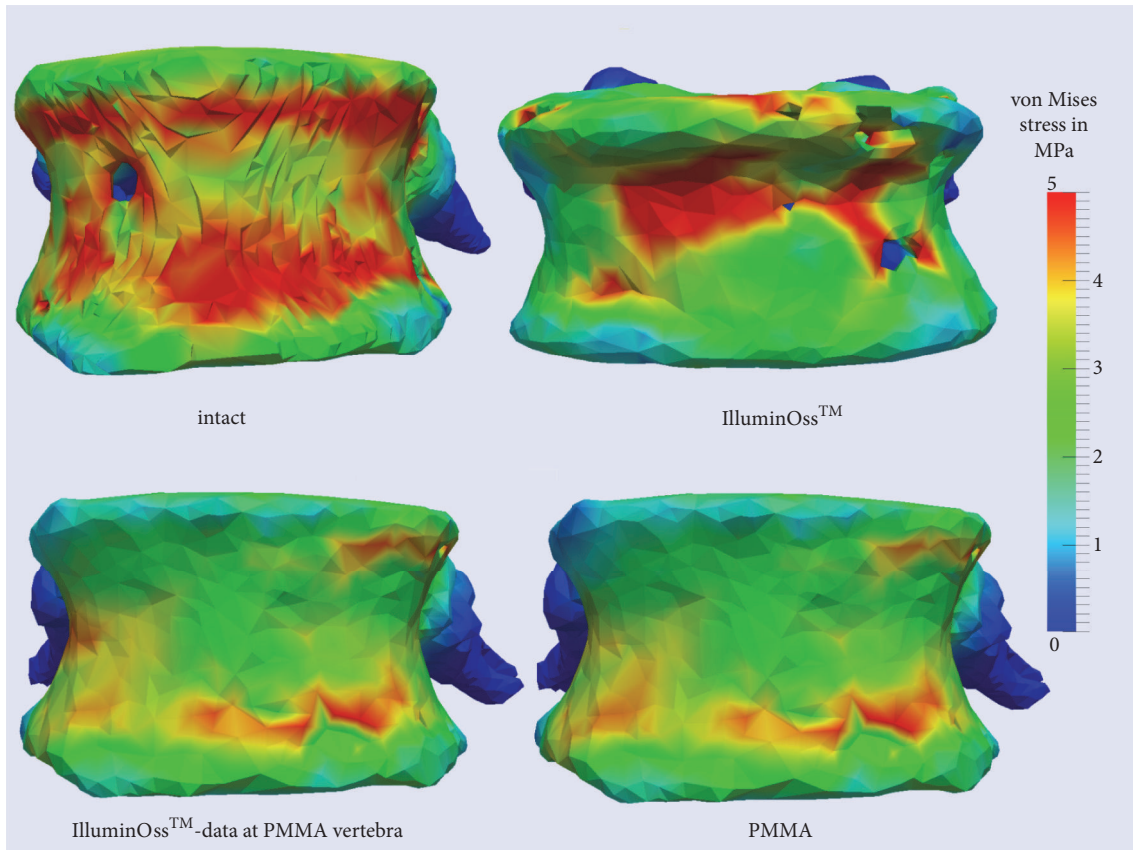 von Mises
stress in
MPa
5
4
3
2
1
0
intact
IlluminOss™
IlluminOss™-data at PMMA vertebra
PMMA